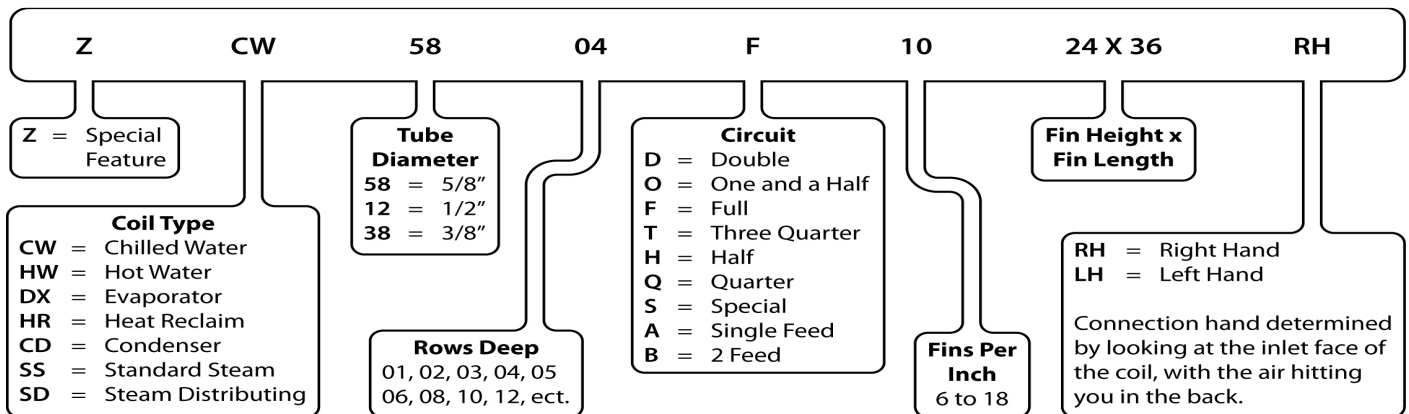 Z CW 58 04 F 10 24 X 36 RH
Z = Special
Feature
Coil Type
CW = Chilled Water
HW = Hot Water
DX = Evaporator
HR = Heat Reclaim
CD = Condenser
SS = Standard Steam
SD = Steam Distributing
Tube
Diameter
58 = 5/8”
12 = 1/2”
38 = 3/8”
Rows Deep
01, 02, 03, 04, 05
06, 08, 10, 12, ect.
Circuit
D = Double
O = One and a Half
F = Full
T = Three Quarter
H = Half
Q = Quarter
S = Special
A = Single Feed
B = 2 Feed
Fins Per
Inch
6 to 18
Fin Height x
Fin Length
RH = Right Hand
LH = Left Hand
Connection hand determined
by looking at the inlet face of
the coil, with the air hitting
you in the back.